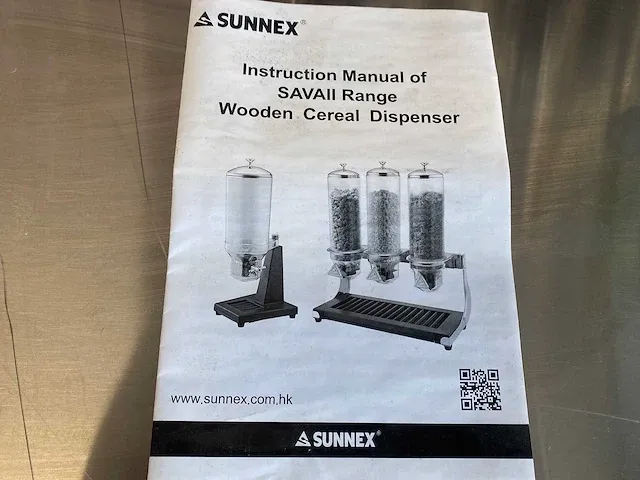 SUNNEX®
Instruction Manual of
SAVAII Range
Wooden Cereal Dispenser
www.sunnex.com.hk
SUNNEX®